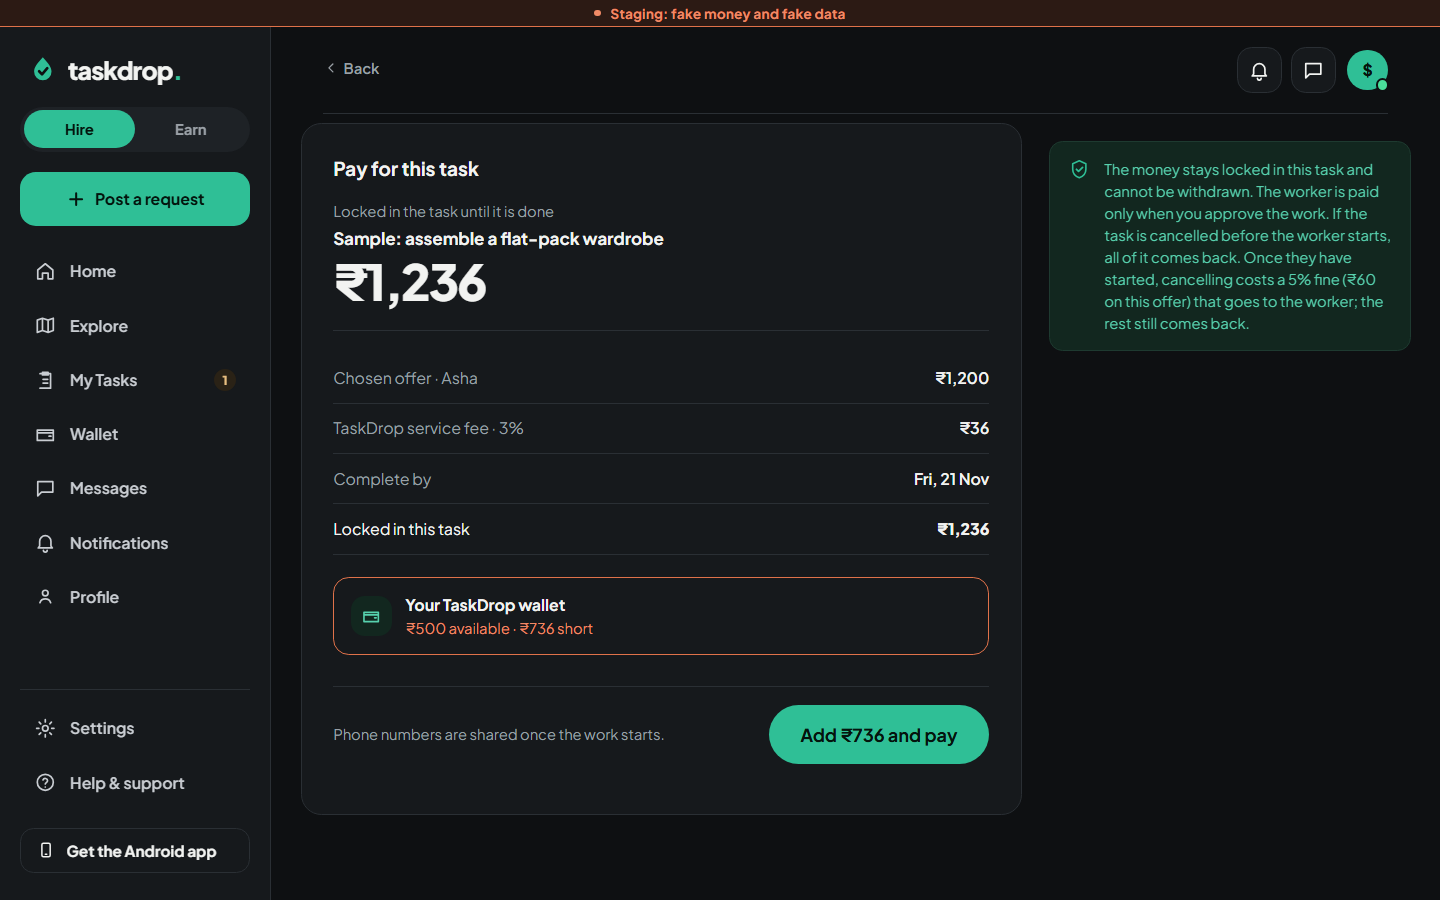 Staging: fake money and fake data
taskdrop.
Hire
Earn
Post a request
Home
Explore
My Tasks
1
Wallet
Messages
Notifications
Profile
Settings
Help & support
Get the Android app
Back
$
Pay for this task
Locked in the task until it is done
Sample: assemble a flat-pack wardrobe
₹1,236
Chosen offer · Asha
₹1,200
TaskDrop service fee · 3%
₹36
Complete by
Fri, 21 Nov
Locked in this task
₹1,236
Your TaskDrop wallet
₹500 available · ₹736 short
Phone numbers are shared once the work starts.
Add ₹736 and pay
The money stays locked in this task and
cannot be withdrawn. The worker is paid
only when you approve the work. If the
task is cancelled before the worker starts,
all of it comes back. Once they have
started, cancelling costs a 5% fine (₹60
on this offer) that goes to the worker; the
rest still comes back.